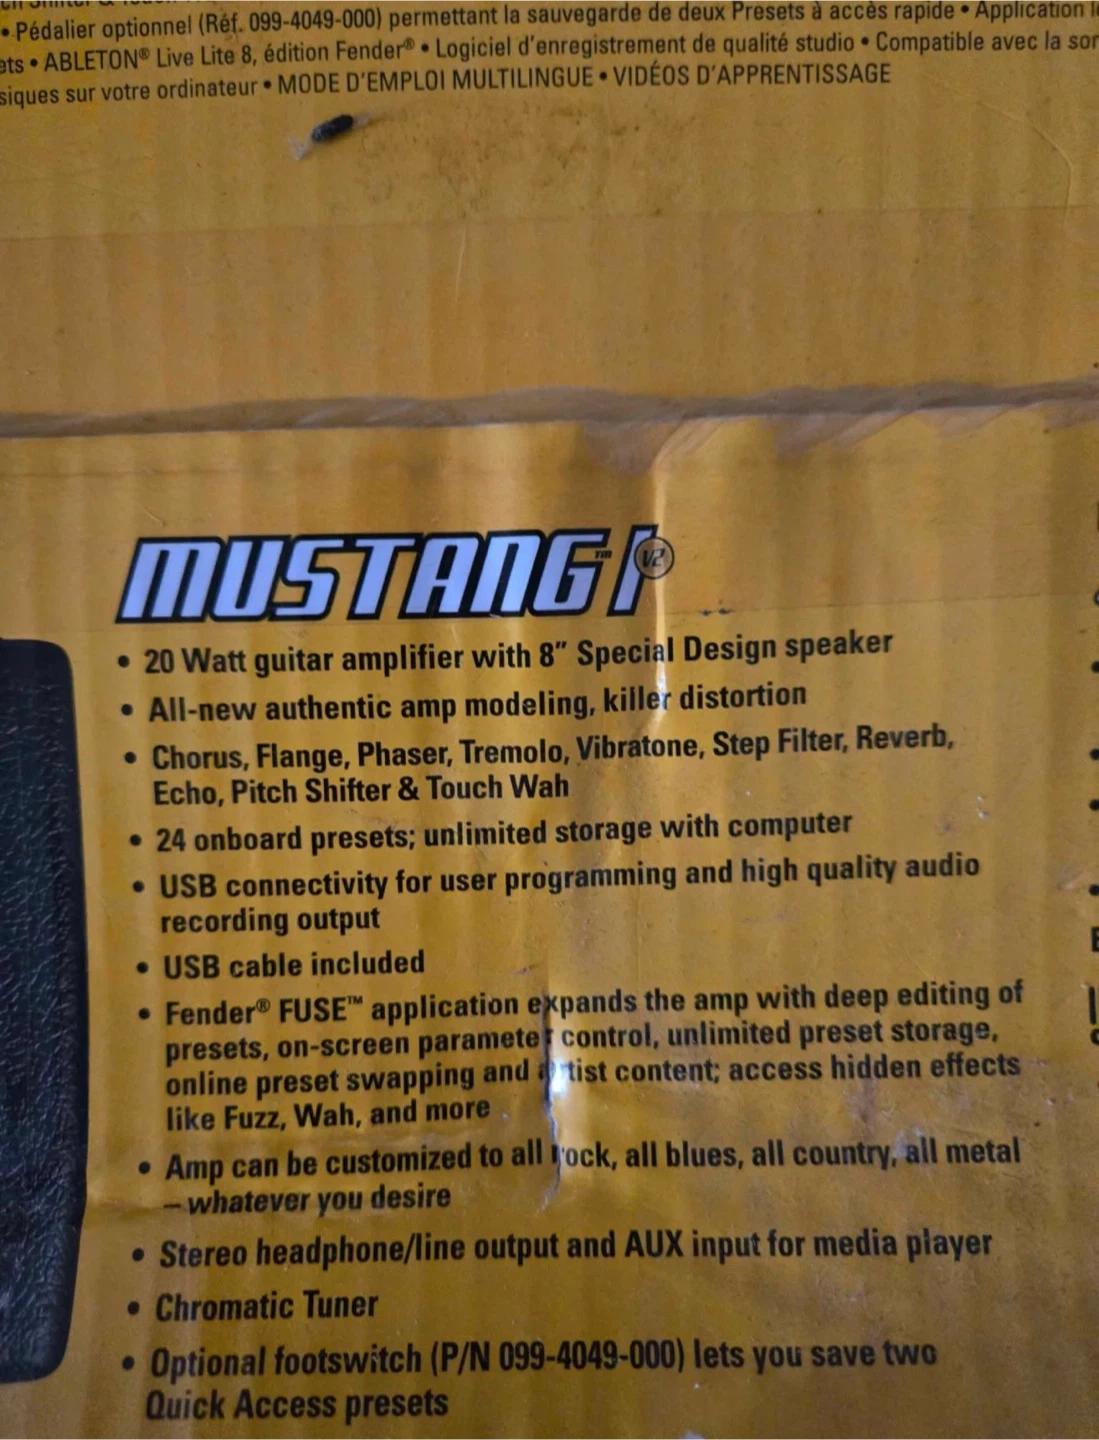 • Pédalier optionnel (Réf. 099-4049-000) permettant la sauvegarde de deux Presets à accès rapide • Application
• ABLETON® Live Lite 8, édition Fender® • Logiciel d'enregistrement de qualité studio • Compatible avec la
sur votre ordinateur • MODE D'EMPLOI MULTILINGUE • VIDÉOS D'APPRENTISSAGE
MUSTANG™ I V2
• 20 Watt guitar amplifier with 8" Special Design speaker
• All-new authentic amp modeling, killer distortion
• Chorus, Flange, Phaser, Tremolo, Vibratone, Step Filter, Reverb,
Echo, Pitch Shifter & Touch Wah
• 24 onboard presets; unlimited storage with computer
• USB connectivity for user programming and high quality audio
recording output
• USB cable included
• Fender® FUSE™ application expands the amp with deep editing of
presets, on-screen parameter control, unlimited preset storage,
online preset swapping and artist content; access hidden effects
like Fuzz, Wah, and more
• Amp can be customized to all rock, all blues, all country, all metal
– whatever you desire
• Stereo headphone/line output and AUX input for media player
• Chromatic Tuner
• Optional footswitch (P/N 099-4049-000) lets you save two
Quick Access presets